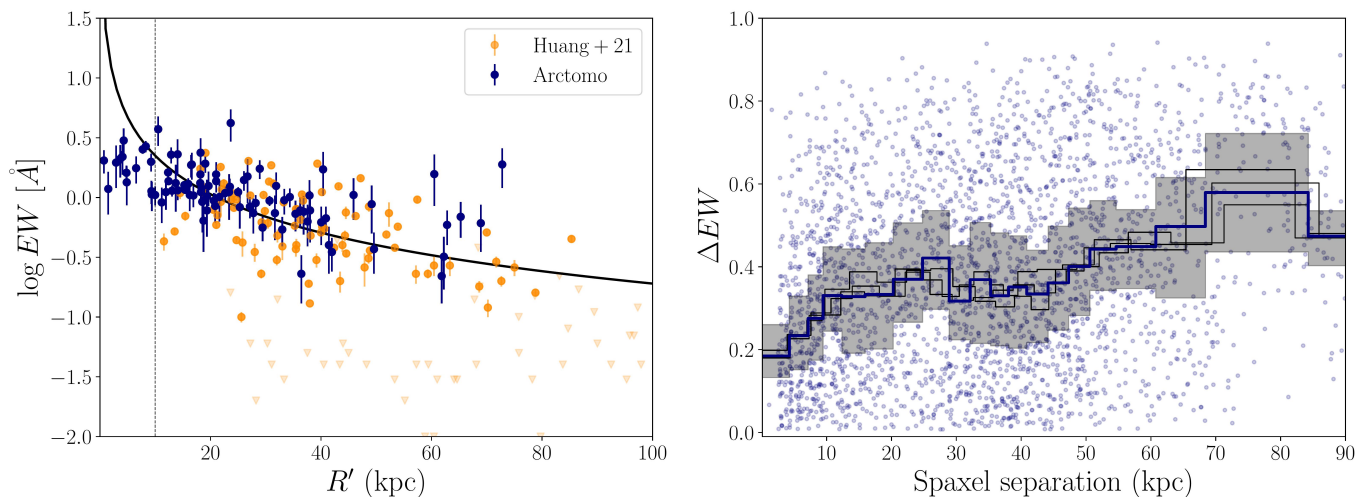 1.5
1.0
0.5
0.0
−0.5
−1.0
−1.5
−2.0
log EW [Å]
20 40 60 80 100
R′ (kpc)
Huang + 21
Arctomo
1.0
0.8
0.6
0.4
0.2
0.0
ΔEW
10 20 30 40 50 60 70 80 90
Spaxel separation (kpc)